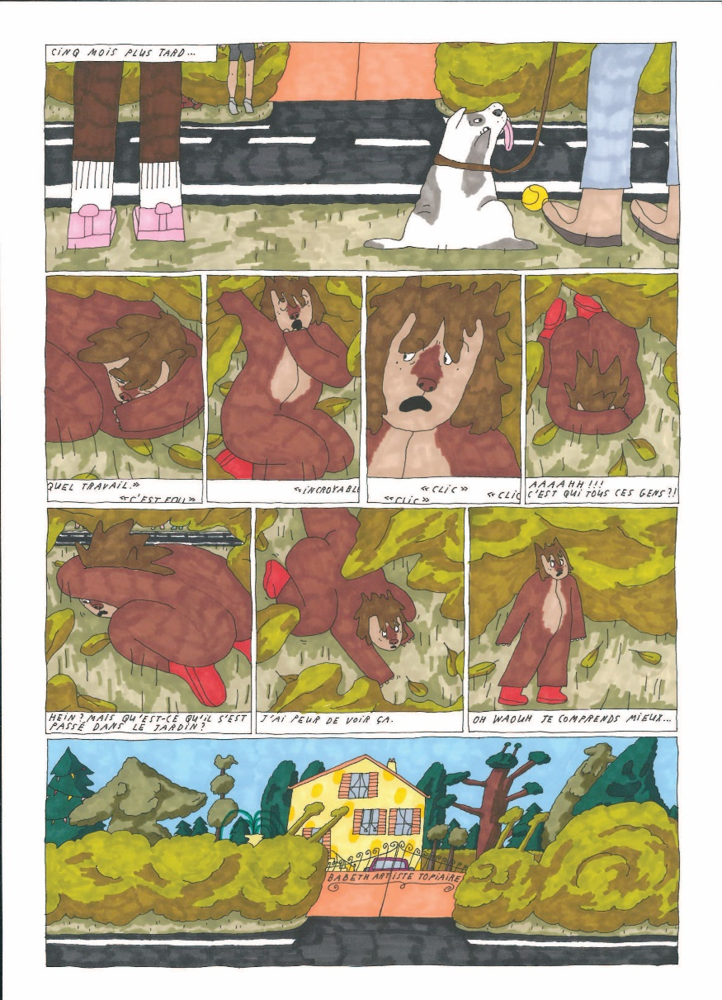 CINQ MOIS PLUS TARD...
QUEL TRAVAIL.»
«C'EST FOU»
«INCROYABLE
«CLIC»
«CLIC»
«CLIC
AAAAHH!!!
C'EST QUI TOUS CES GENS?!
HEIN? MAIS QU'EST-CE QU'IL S'EST
PASSÉ DANS LE JARDIN?
J'AI PEUR DE VOIR ÇA.
OH WAOUH JE COMPRENDS MIEUX...
BABETH ARTISTE TOPIAIRE